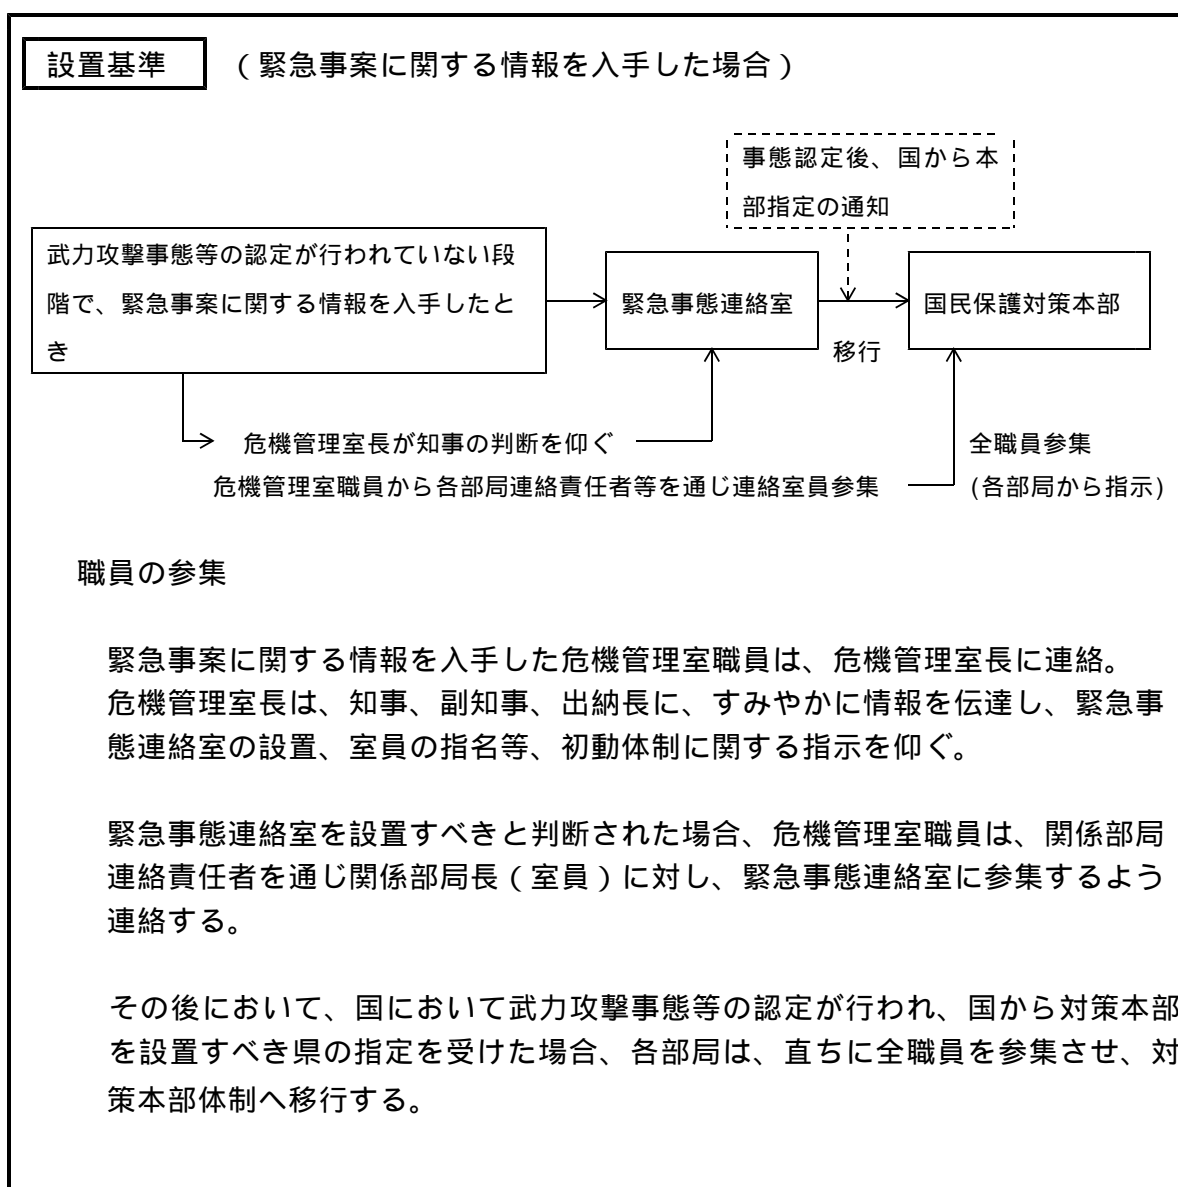 設置基準 （緊急事案に関する情報を入手した場合）
事態認定後、国から本
部指定の通知
武力攻撃事態等の認定が行われていない段
階で、緊急事案に関する情報を入手したと
き
緊急事態連絡室
国民保護対策本部
移行
危機管理室長が知事の判断を仰ぐ
全職員参集
危機管理室職員から各部局連絡責任者等を通じ連絡室員参集
(各部局から指示)
職員の参集
緊急事案に関する情報を入手した危機管理室職員は、危機管理室長に連絡。
危機管理室長は、知事、副知事、出納長に、すみやかに情報を伝達し、緊急事
態連絡室の設置、室員の指名等、初動体制に関する指示を仰ぐ。
緊急事態連絡室を設置すべきと判断された場合、危機管理室職員は、関係部局
連絡責任者を通じ関係部局長（室員）に対し、緊急事態連絡室に参集するよう
連絡する。
その後において、国において武力攻撃事態等の認定が行われ、国から対策本部
を設置すべき県の指定を受けた場合、各部局は、直ちに全職員を参集させ、対
策本部体制へ移行する。